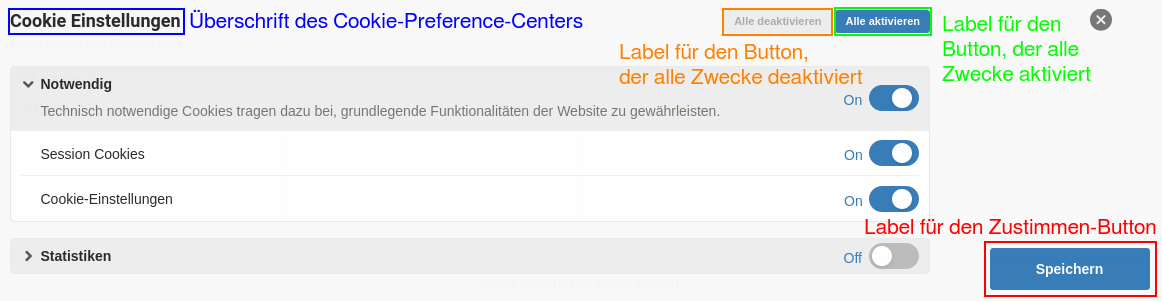 Cookie Einstellungen Überschrift des Cookie-Preference-Centers
Alle deaktivieren
Alle aktivieren
Label für den
Button, der alle
Zwecke aktiviert
Label für den Button,
der alle Zwecke deaktiviert
Notwendig
Technisch notwendige Cookies tragen dazu bei, grundlegende Funktionalitäten der Website zu gewährleisten.
On
Session Cookies
On
Cookie-Einstellungen
On
Label für den Zustimmen-Button
Statistiken
Off
Speichern